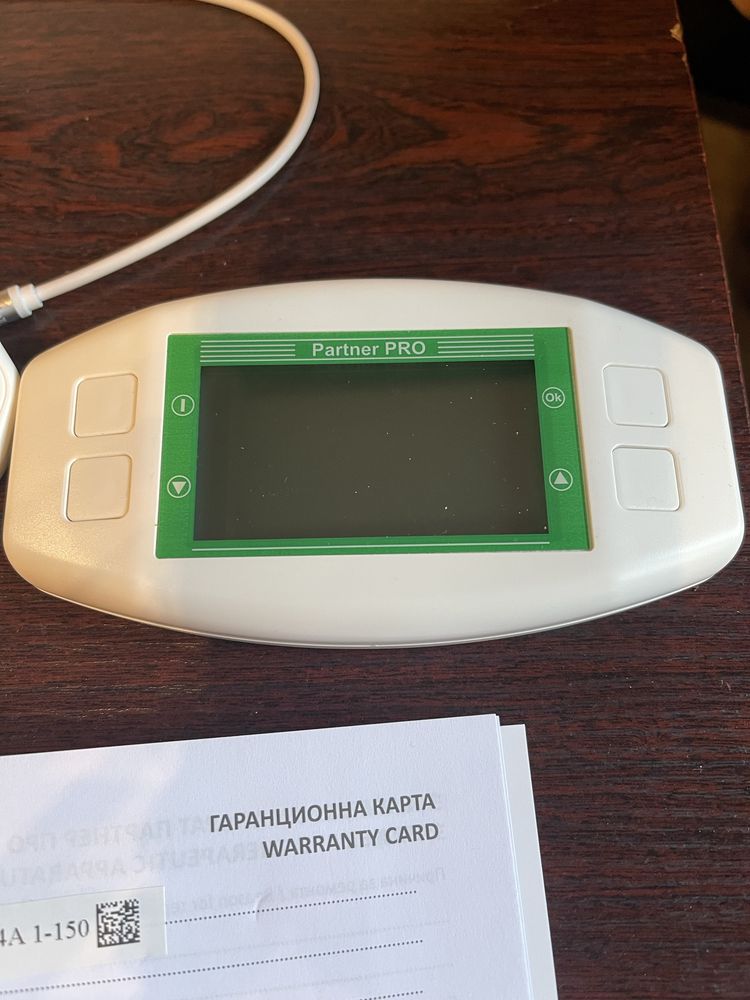 Partner PRO
Ok
ГАРАНЦИОННА КАРТА
WARRANTY CARD
4A 1-150